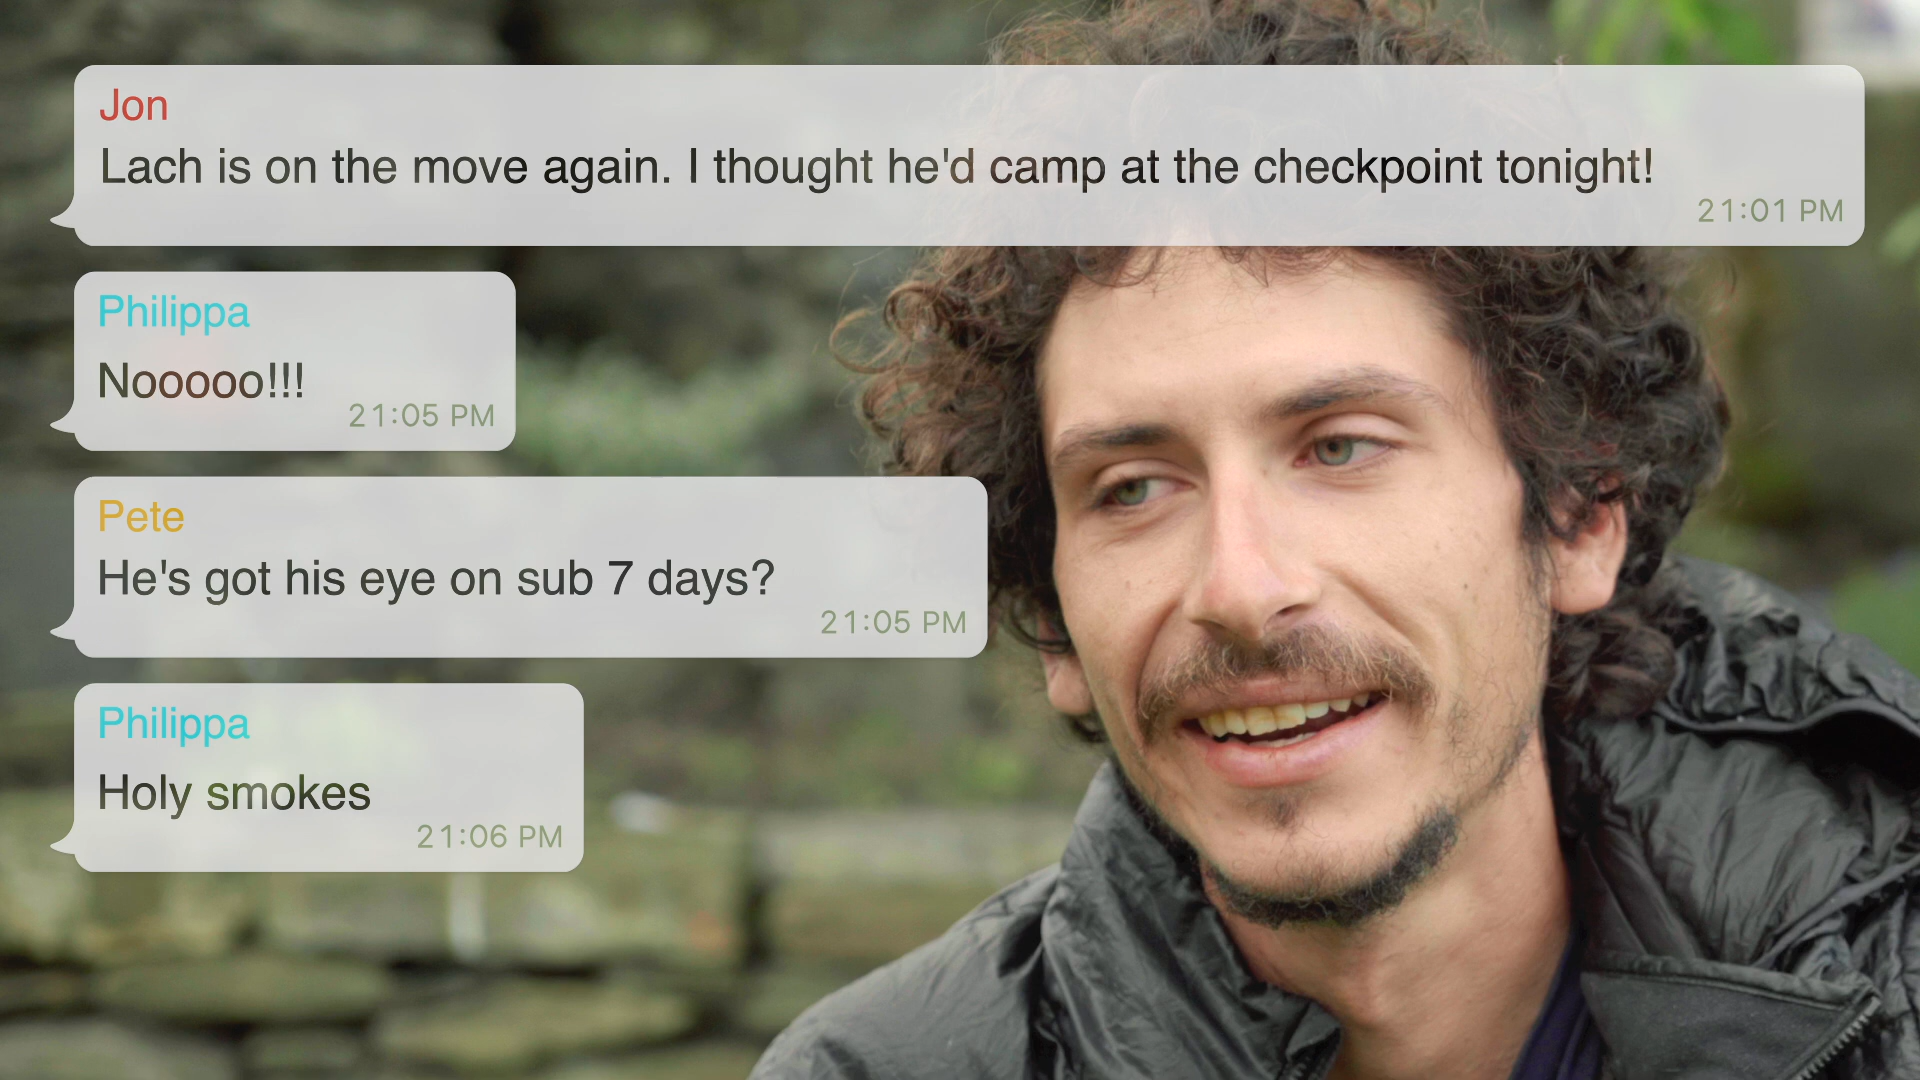 Jon
Lach is on the move again. I thought he'd camp at the checkpoint tonight!
21:01 PM
Philippa
Nooooo!!!
21:05 PM
Pete
He's got his eye on sub 7 days?
21:05 PM
Philippa
Holy smokes
21:06 PM